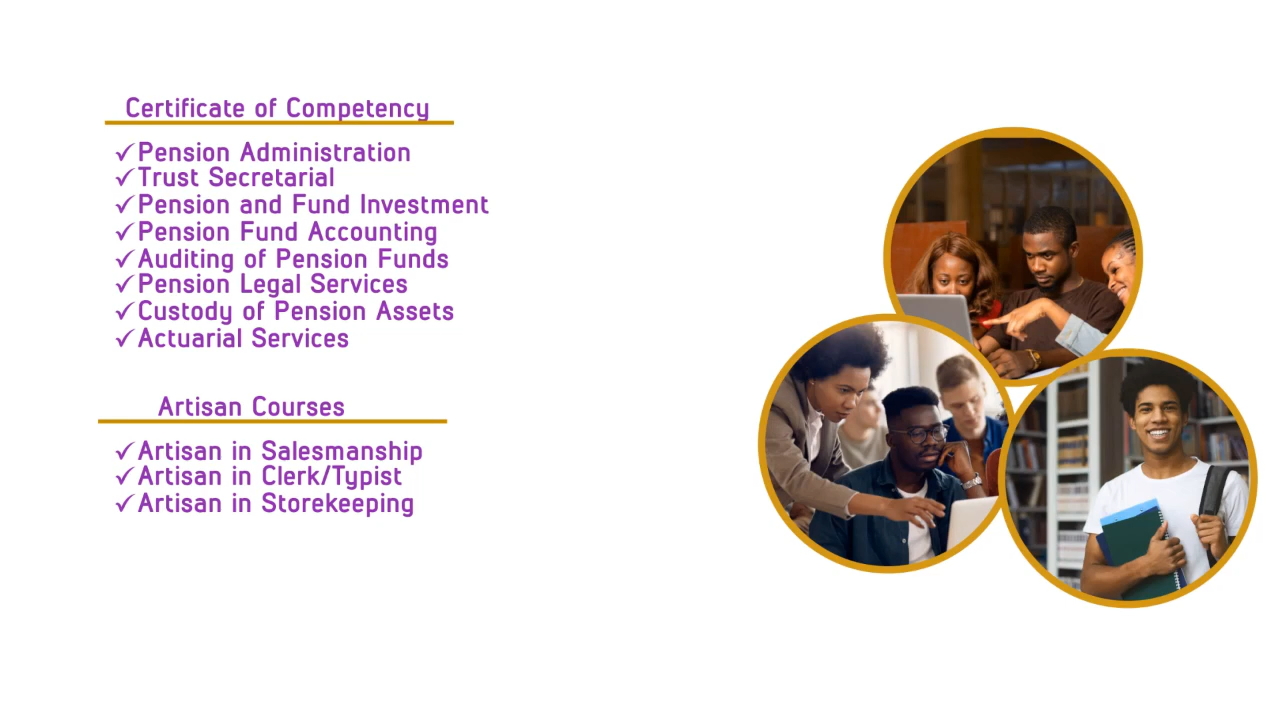 Certificate of Competency
✓Pension Administration
✓Trust Secretarial
✓Pension and Fund Investment
✓Pension Fund Accounting
✓Auditing of Pension Funds
✓Pension Legal Services
✓Custody of Pension Assets
✓Actuarial Services
Artisan Courses
✓Artisan in Salesmanship
✓Artisan in Clerk/Typist
✓Artisan in Storekeeping